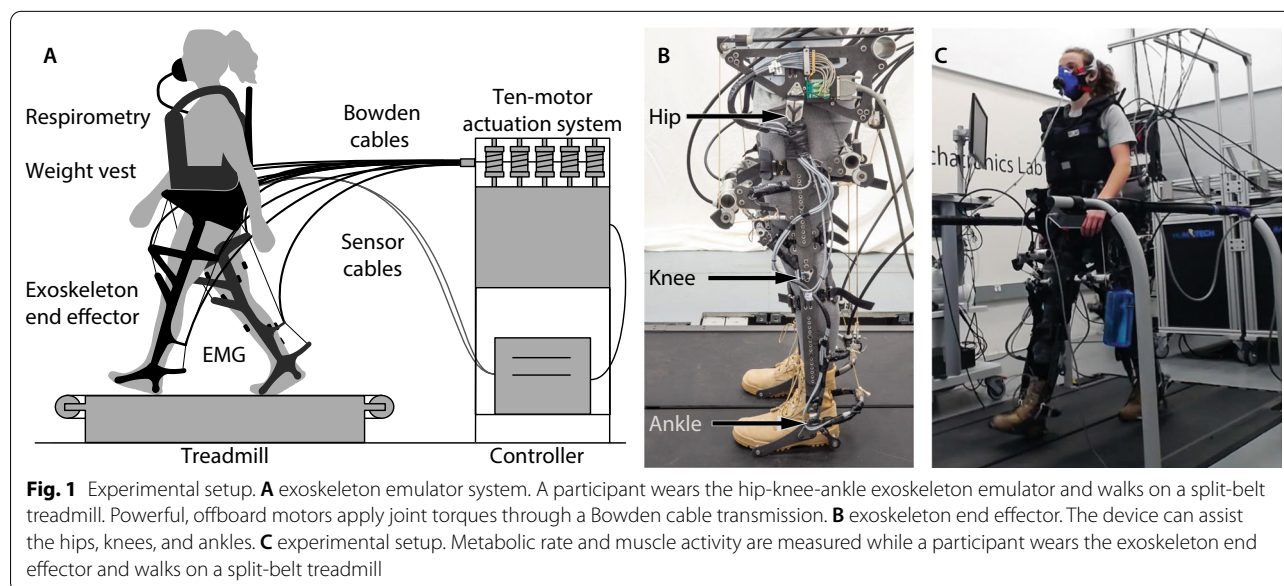 A
Respirometry
Weight vest
Exoskeleton
end effector
EMG
Bowden
cables
Sensor
cables
Ten-motor
actuation system
Treadmill
Controller
B
Hip
Knee
Ankle
C
chatronics Lab
Fig. 1 Experimental setup. A exoskeleton emulator system. A participant wears the hip-knee-ankle exoskeleton emulator and walks on a split-belt
treadmill. Powerful, offboard motors apply joint torques through a Bowden cable transmission. B exoskeleton end effector. The device can assist
the hips, knees, and ankles. C experimental setup. Metabolic rate and muscle activity are measured while a participant wears the exoskeleton end
effector and walks on a split-belt treadmill